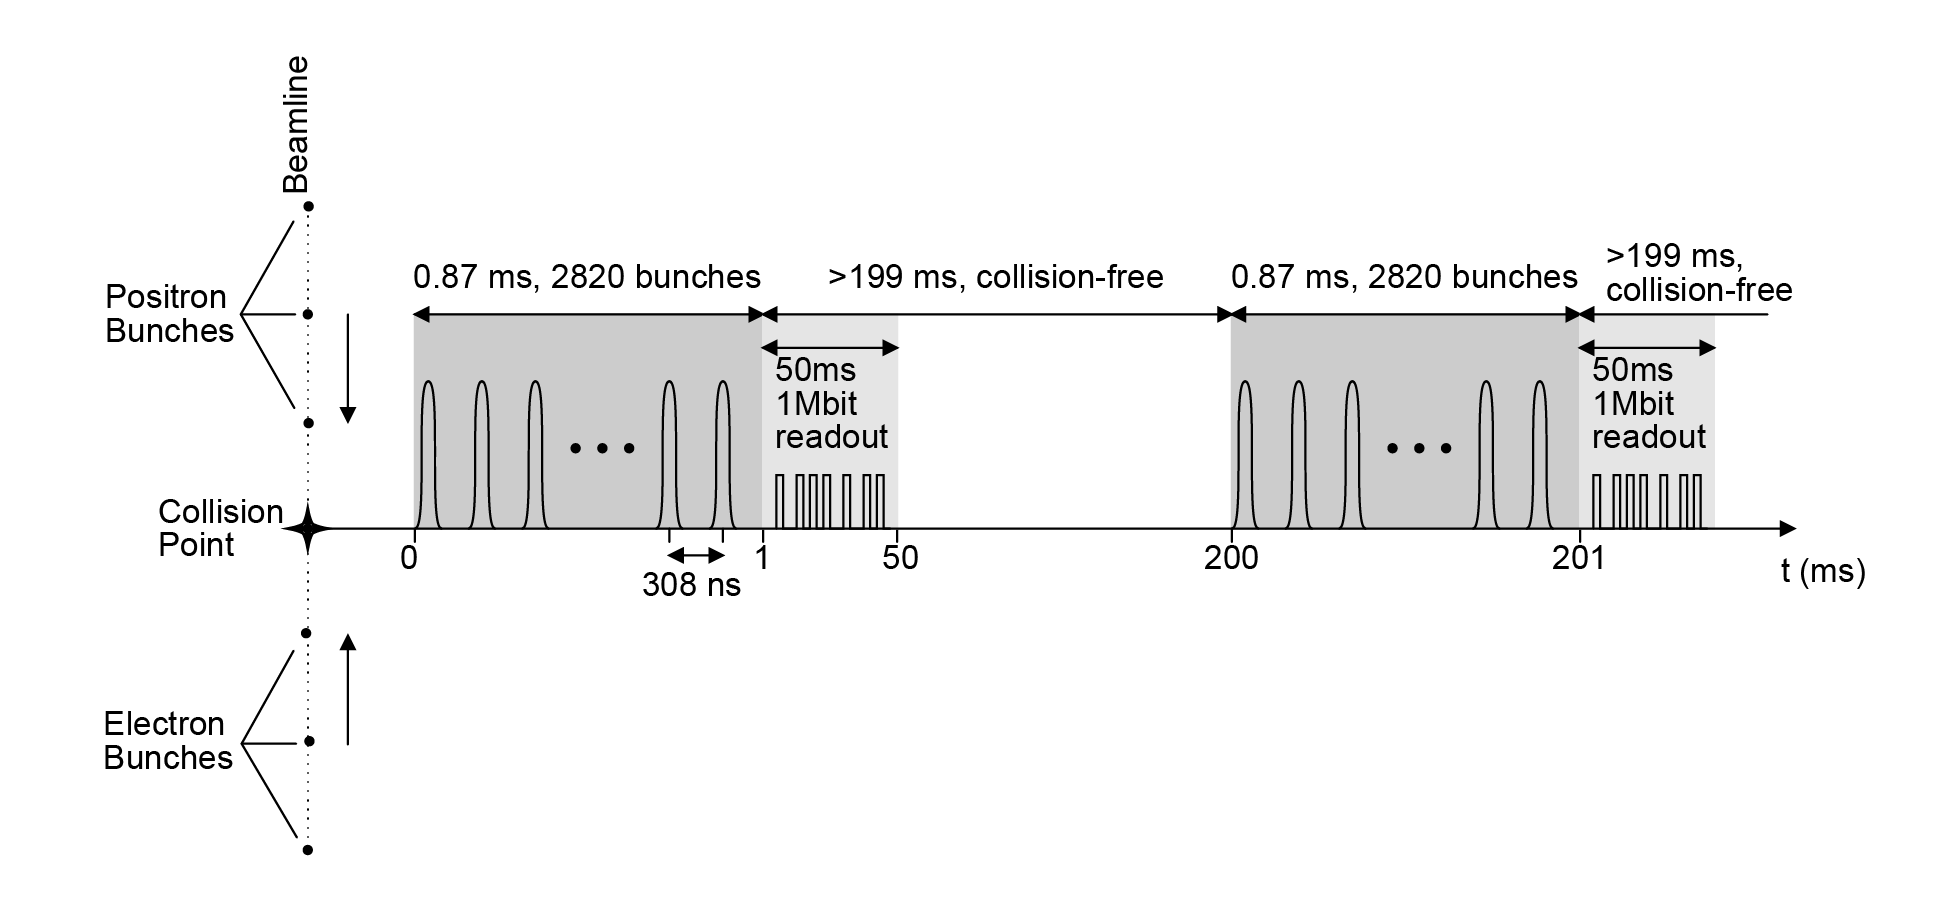 Beamline
0.87 ms, 2820 bunches
>199 ms, collision-free
0.87 ms, 2820 bunches
>199 ms,
collision-free
Positron
Bunches
50ms
1Mbit
readout
50ms
1Mbit
readout
Collision
Point
0
308 ns
1
50
200
201
t (ms)
Electron
Bunches